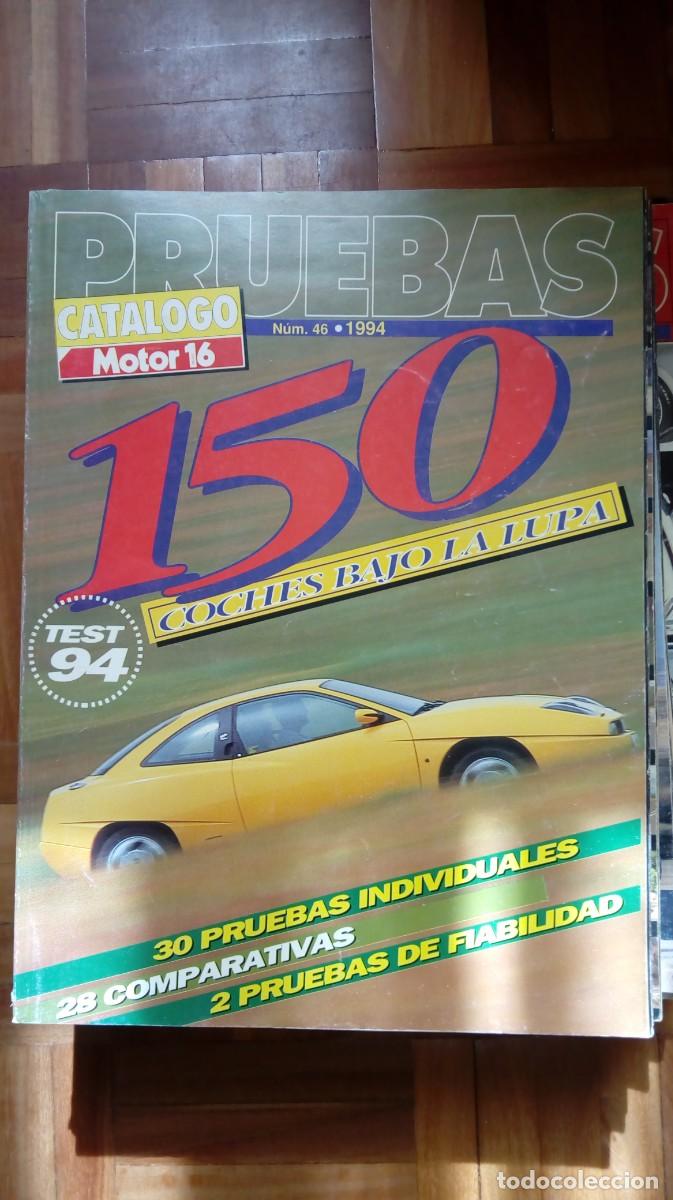 PRUEBAS
CATALOGO
Motor 16
Núm. 46 • 1994
150
COCHES BAJO LA LUPA
TEST
94
30 PRUEBAS INDIVIDUALES
28 COMPARATIVAS
2 PRUEBAS DE FIABILIDAD
todocoleccion